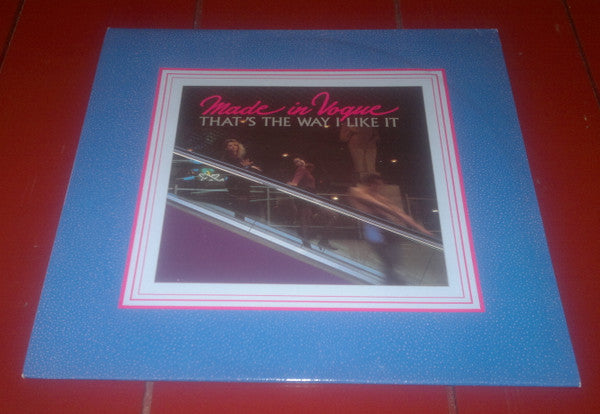 Made in Vogue
THAT'S THE WAY I LIKE IT